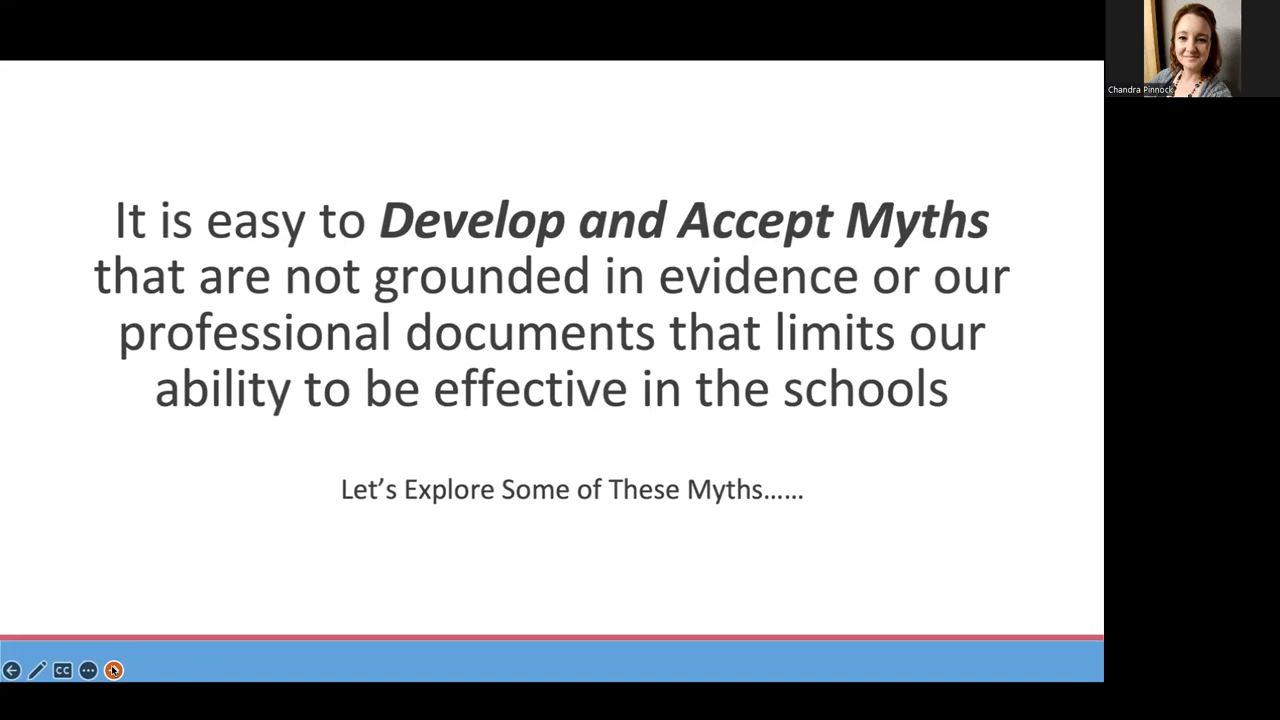 It is easy to Develop and Accept Myths
that are not grounded in evidence or our
professional documents that limits our
ability to be effective in the schools
Let’s Explore Some of These Myths……
Chandra Pinnock
CC